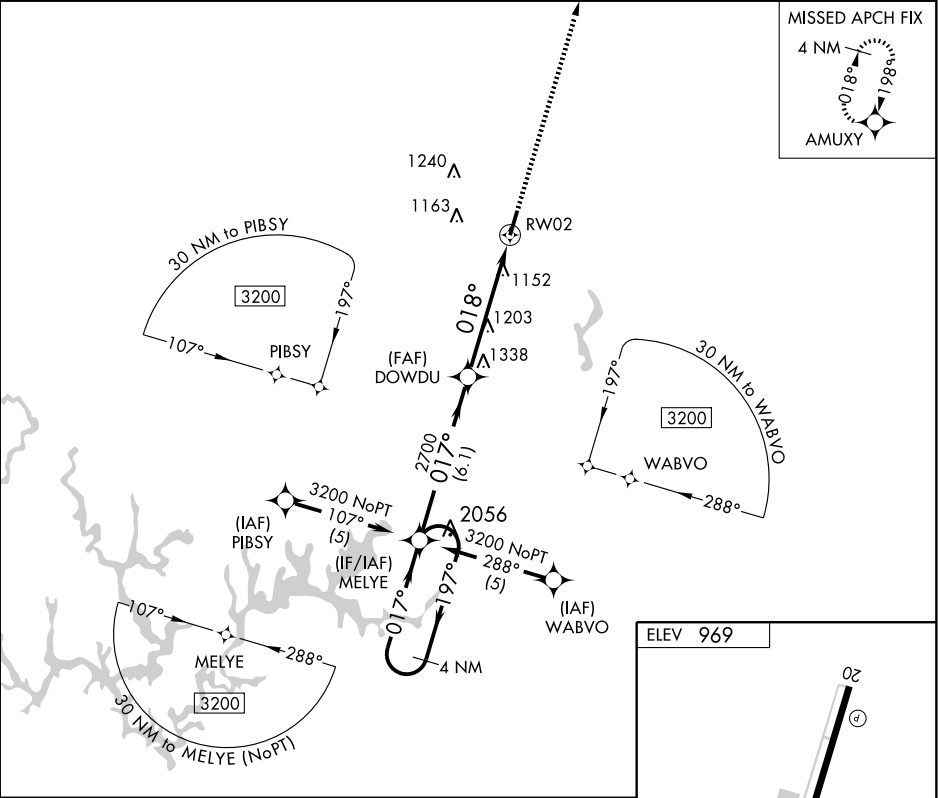 MISSED APCH FIX
4 NM
018°
198°
AMUXY
1240
1163
RW02
1152
018°
1203
1338
(FAF)
DOWDU
30 NM to PIBSY
3200
197°
107°
PIBSY
30 NM to WABVO
197°
3200
WABVO
288°
2700
017°
(6.1)
3200 NoPT
107°
(5)
(IAF)
PIBSY
2056
3200 NoPT
288°
(5)
(IF/IAF)
MELYE
(IAF)
WABVO
017°
197°
4 NM
107°
288°
MELYE
3200
30 NM to MELYE (NoPT)
ELEV 969
20
P